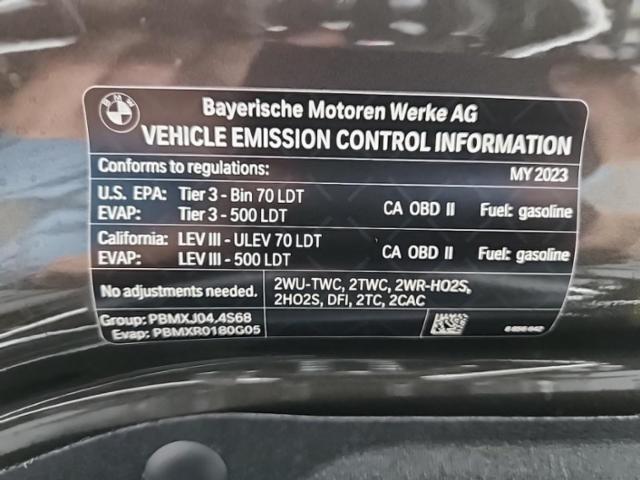 BMW
Bayerische Motoren Werke AG
VEHICLE EMISSION CONTROL INFORMATION
Conforms to regulations: MY 2023
U.S. EPA: Tier 3 - Bin 70 LDT CA OBD II Fuel: gasoline
EVAP: Tier 3 - 500 LDT
California: LEV III - ULEV 70 LDT CA OBD II Fuel: gasoline
EVAP: LEV III - 500 LDT
No adjustments needed. 2WU-TWC, 2TWC, 2WR-HO2S,
2HO2S, DFI, 2TC, 2CAC
Group: PBMXJ04.4S68
Evap: PBMXR0180G05